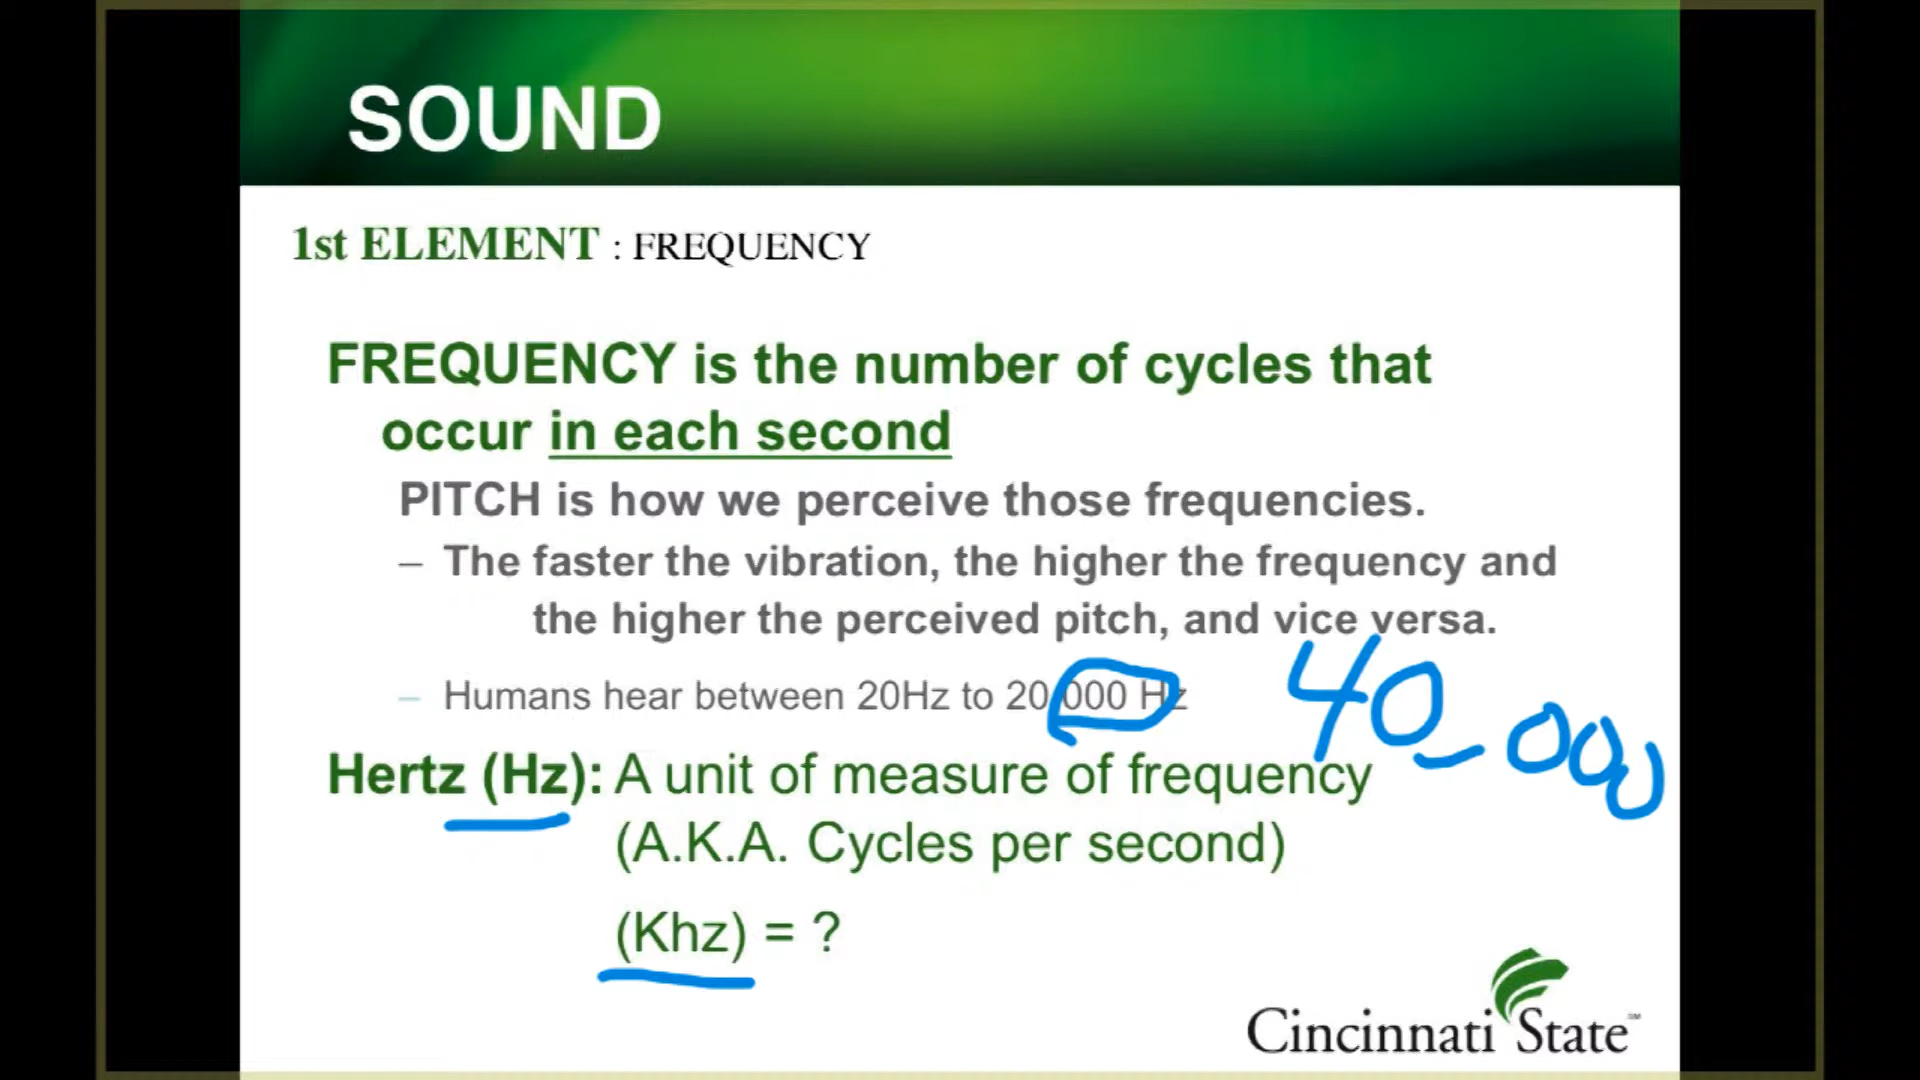 SOUND
1st ELEMENT : FREQUENCY
FREQUENCY is the number of cycles that
occur in each second
PITCH is how we perceive those frequencies.
– The faster the vibration, the higher the frequency and
the higher the perceived pitch, and vice versa.
– Humans hear between 20Hz to 20,000 Hz
40,000
Hertz (Hz): A unit of measure of frequency
(A.K.A. Cycles per second)
(Khz) = ?
Cincinnati State℠